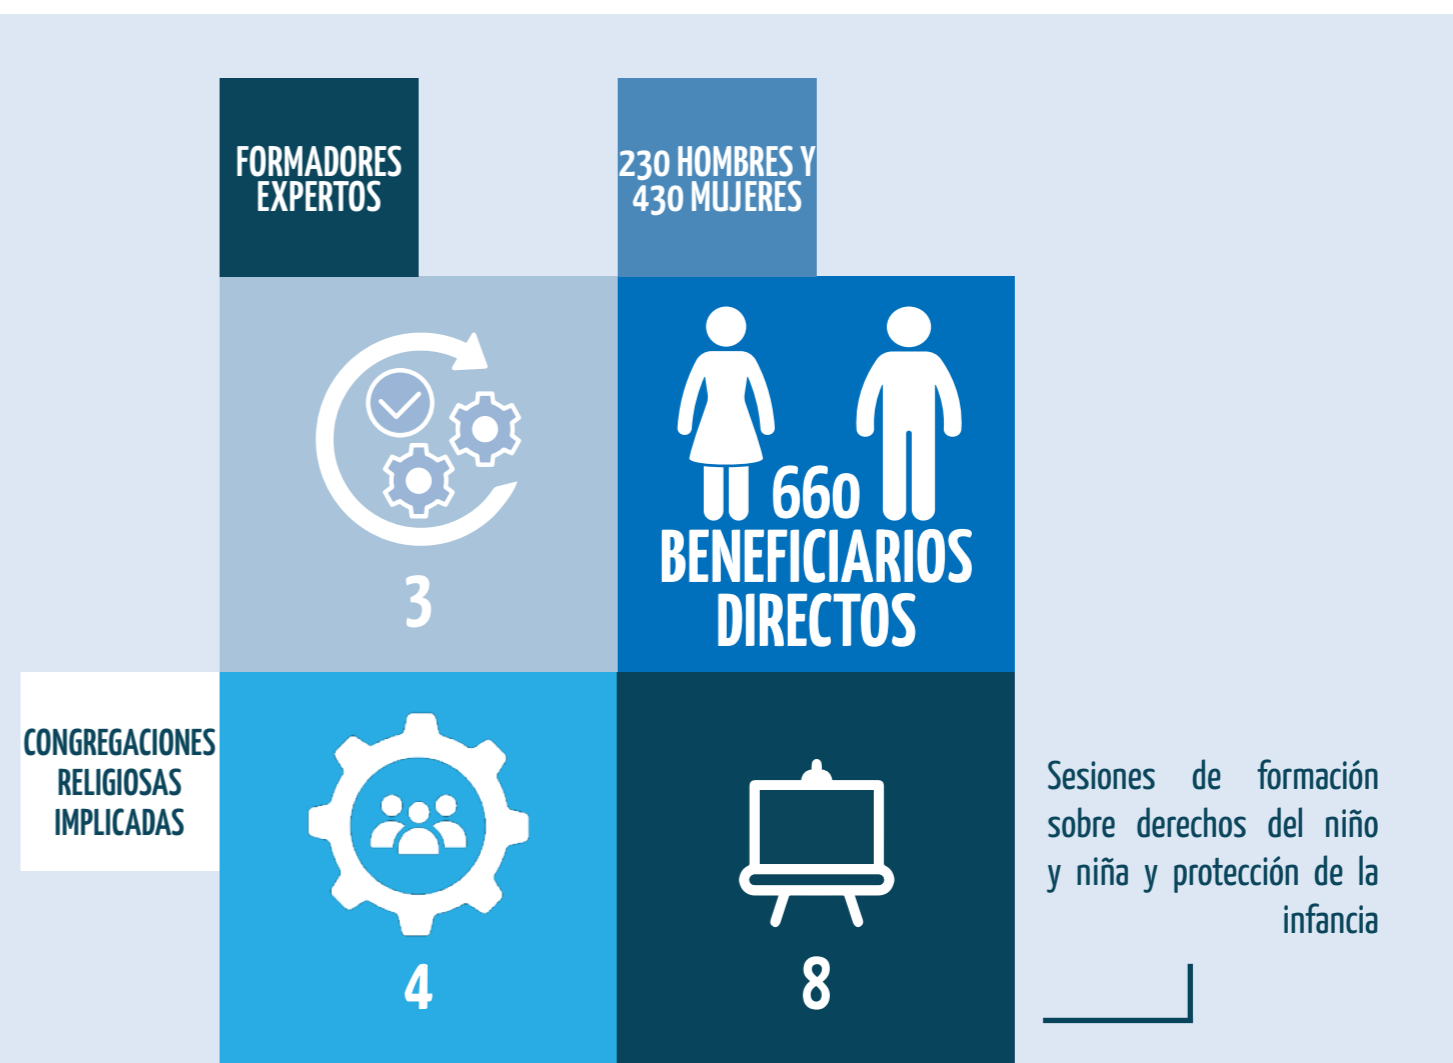 FORMADORES
EXPERTOS
230 HOMBRES Y
430 MUJERES
3
660
BENEFICIARIOS
DIRECTOS
CONGREGACIONES
RELIGIOSAS
IMPLICADAS
4
8
Sesiones de formación
sobre derechos del niño
y niña y protección de la
infancia